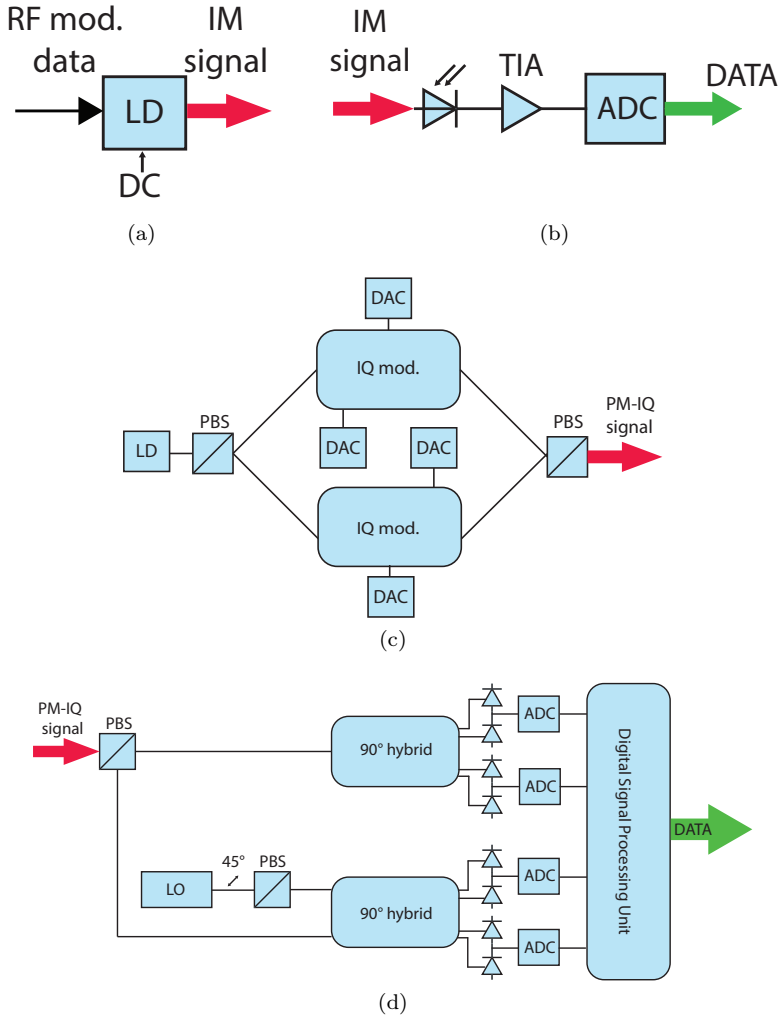 RF mod.
data
IM
signal
LD
DC
(a)
IM
signal
TIA
ADC
DATA
(b)
DAC
IQ mod.
PBS
LD
DAC
DAC
PBS
PM-IQ
signal
IQ mod.
DAC
(c)
PM-IQ
signal
PBS
90° hybrid
ADC
ADC
Digital Signal Processing Unit
DATA
45°
PBS
LO
90° hybrid
ADC
ADC
(d)